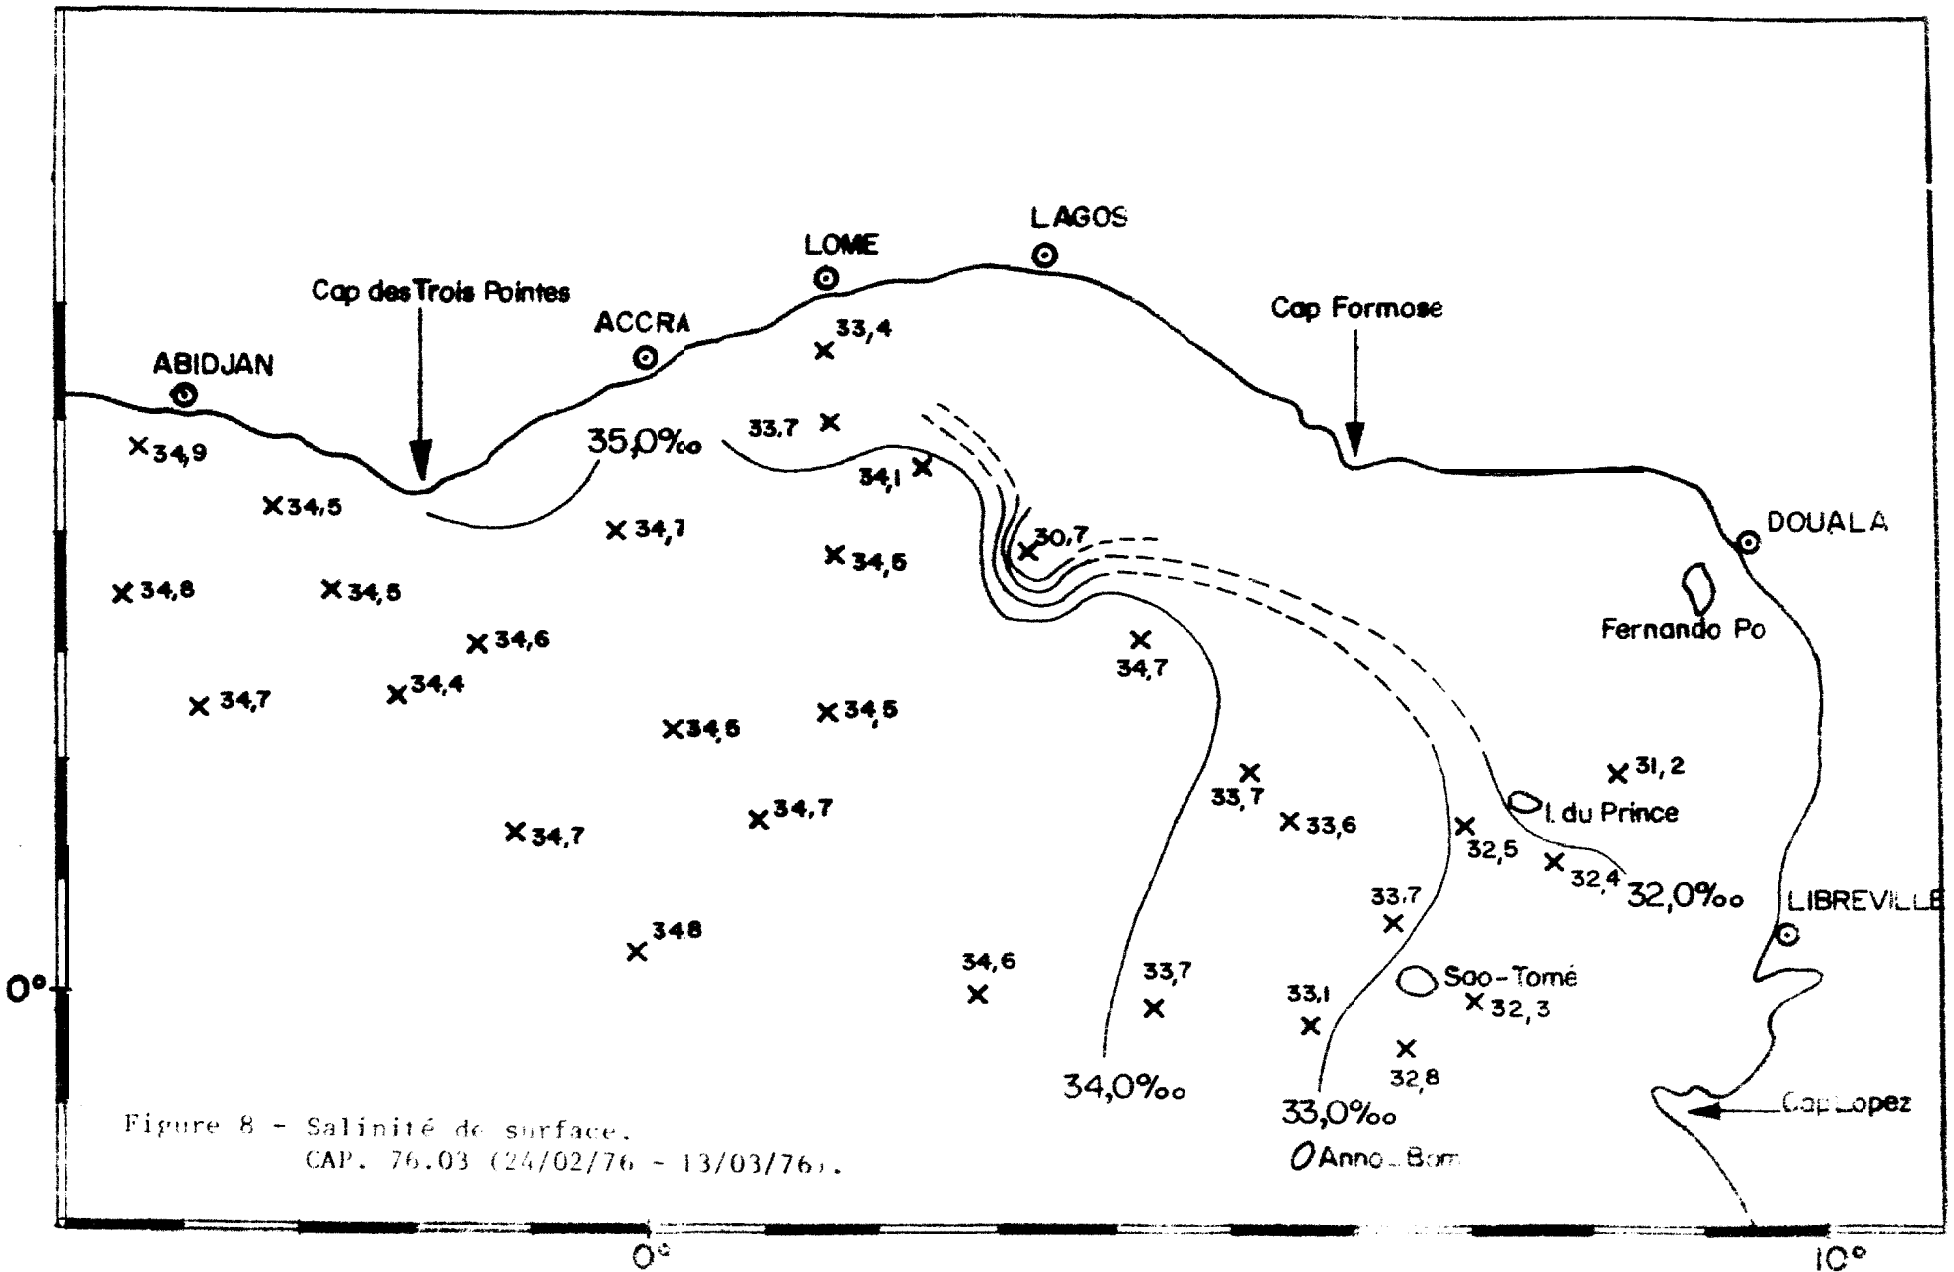 LAGOS
LOME
Cap des Trois Pointes
Cap Formose
ACCRA
33,4
ABIDJAN
33,7
35,0‰
34,9
34,1
34,5
34,7
30,7
DOUALA
34,5
34,8
34,5
Fernando Po
34,6
34,7
34,4
34,7
34,5
34,5
31,2
33,7
34,7
I. du Prince
34,7
33,6
32,5
32,4
32,0‰
33,7
LIBREVILLE
34,8
34,6
33,7
Sao-Tomé
0°
33,1
32,3
32,8
34,0‰
33,0‰
Cap Lopez
Figure 8 - Salinité de surface.
CAP. 76.03 (24/02/76 - 13/03/76).
Anno-Bom
0°
10°